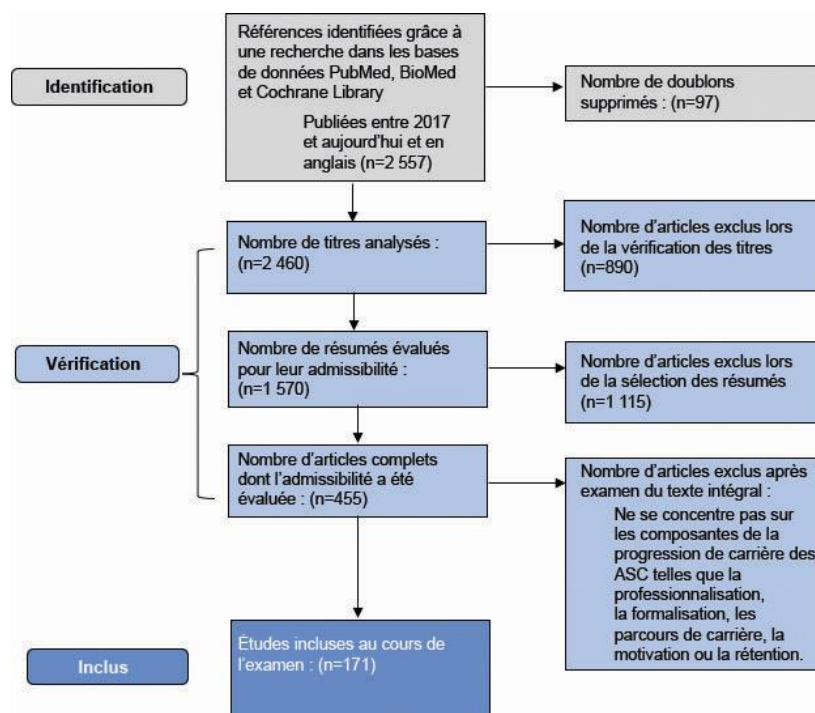 Identification
Références identifiées grâce à
une recherche dans les bases
de données PubMed, BioMed
et Cochrane Library
Publiées entre 2017
et aujourd'hui et en
anglais (n=2 557)
Nombre de doublons
supprimés : (n=97)
Vérification
Nombre de titres analysés :
(n=2 460)
Nombre d'articles exclus lors
de la vérification des titres
(n=890)
Nombre de résumés évalués
pour leur admissibilité :
(n=1 570)
Nombre d'articles exclus lors
de la sélection des résumés
(n=1 115)
Nombre d'articles complets
dont l'admissibilité a été
évaluée : (n=455)
Nombre d'articles exclus après
examen du texte intégral :
Ne se concentre pas sur
les composantes de la
progression de carrière des
ASC telles que la
professionnalisation,
la formalisation, les
parcours de carrière, la
motivation ou la rétention.
Inclus
Études incluses au cours de
l'examen : (n=171)